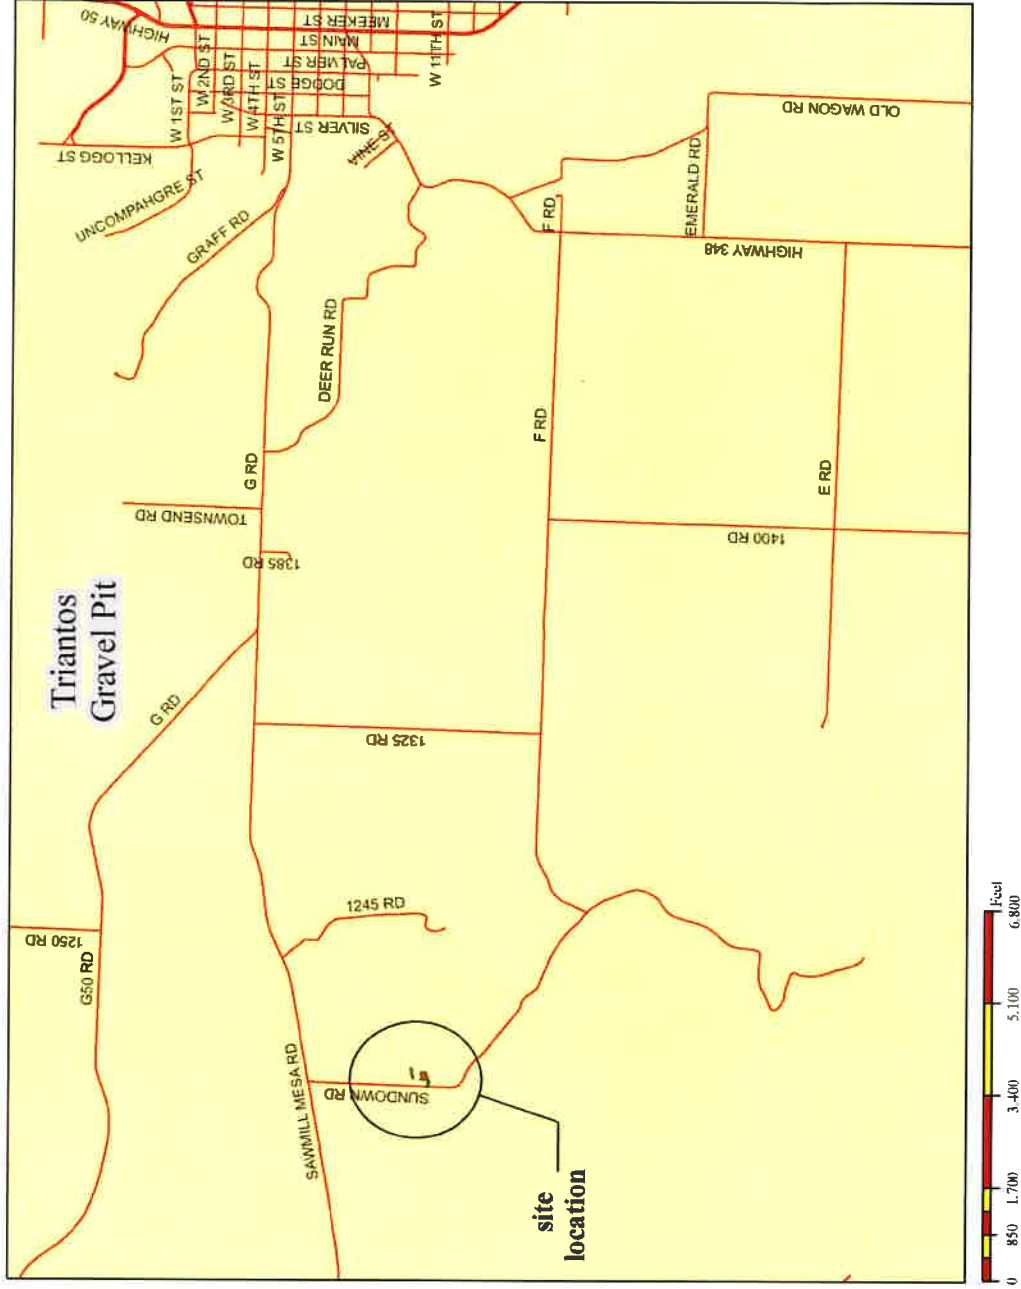 Triantos
Gravel Pit
1250 RD
G50 RD
G RD
TOWNSEND RD
G RD
1385 RD
GRAFF RD
UNCOMPAHGRE ST
KELLOGG ST
HIGHWAY 50
W 1ST ST
W 2ND ST
W 3RD ST
W 4TH ST
W 5TH ST
W 11TH ST
MEEKER ST
MAIN ST
PALMER ST
DODGE ST
SILVER ST
VINE ST
SAWMILL MESA RD
SUNDOWN RD
1245 RD
1325 RD
DEER RUN RD
F RD
F RD
EMERALD RD
OLD WAGON RD
HIGHWAY 348
1400 RD
E RD
site
location
0 850 1,700 3,400 5,100 6,800
Feet